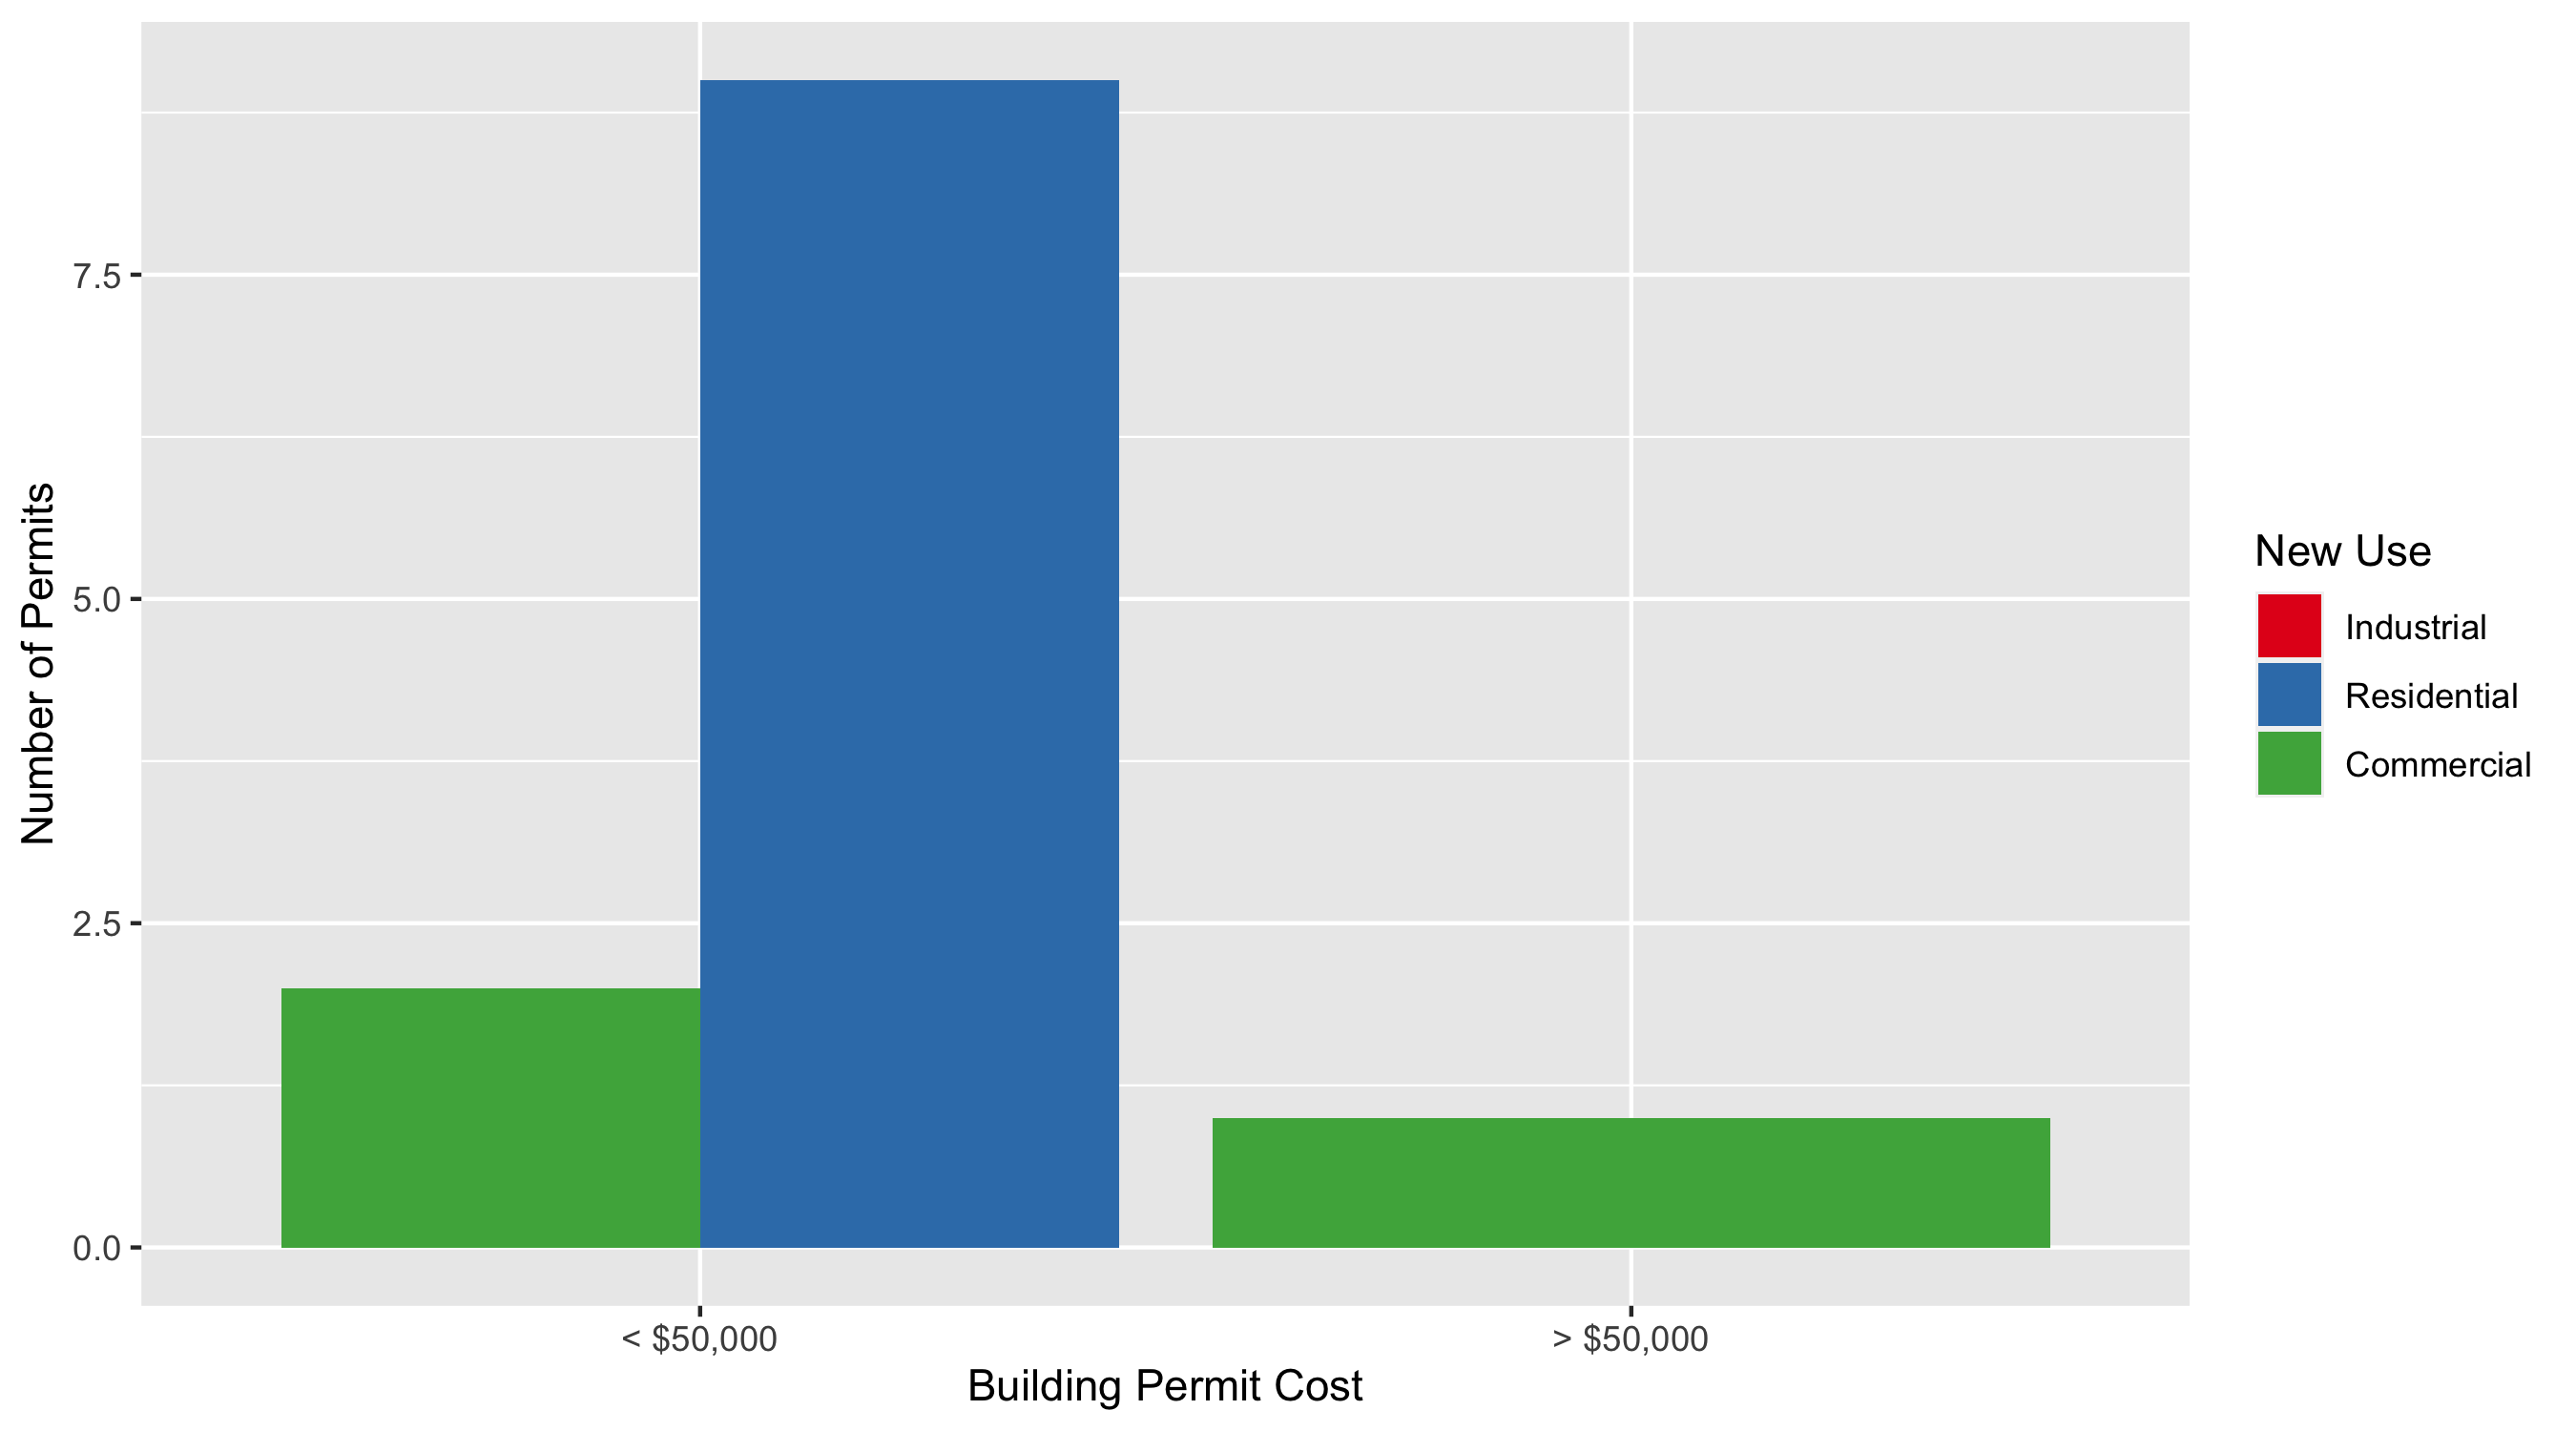 Number of Permits
7.5
5.0
2.5
0.0
< $50,000
> $50,000
Building Permit Cost
New Use
Industrial
Residential
Commercial